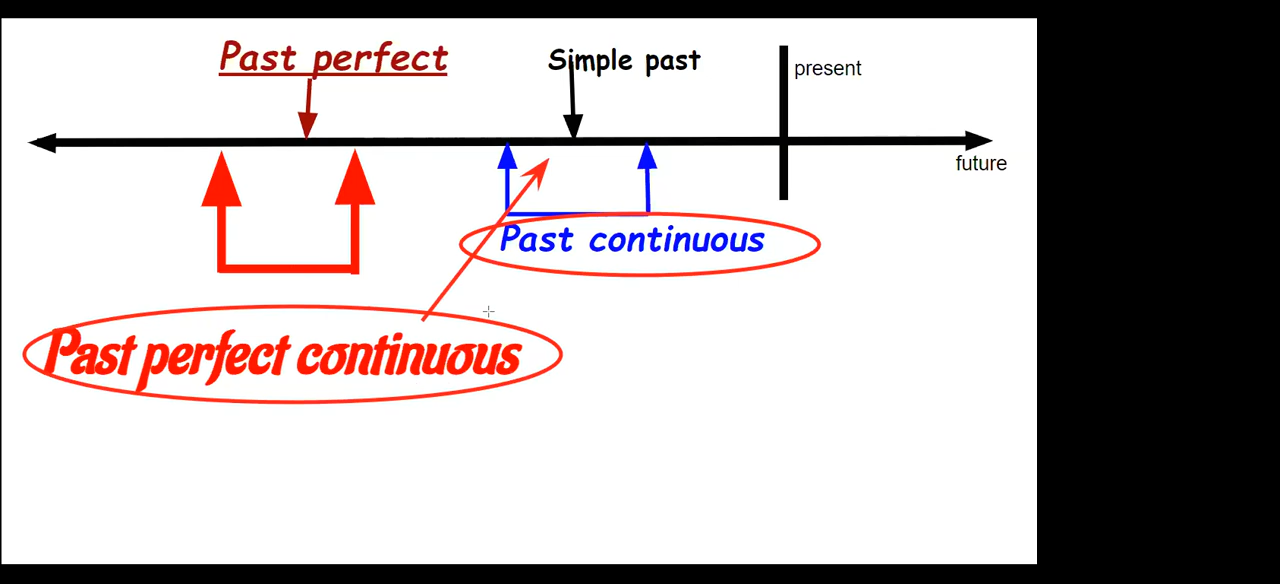 Past perfect
Simple past
present
future
Past continuous
Past perfect continuous